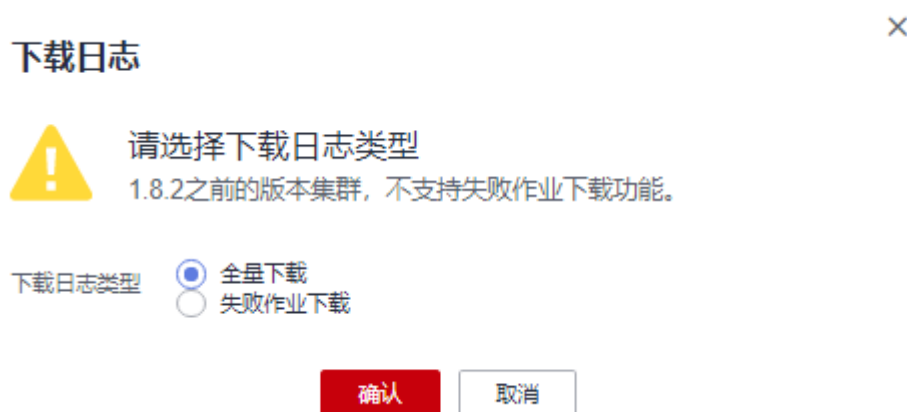 下载日志
请选择下载日志类型
1.8.2之前的版本集群，不支持失败作业下载功能。
下载日志类型 全量下载
失败作业下载
确认 取消